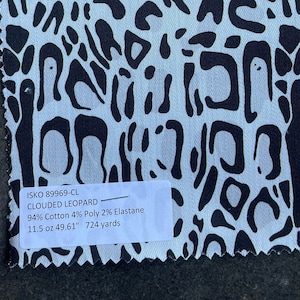 ISKO 89969-CL
CLOUDED LEOPARD
94% Cotton 4% Poly 2% Elastane
11.5 oz 49.61" 724 yards